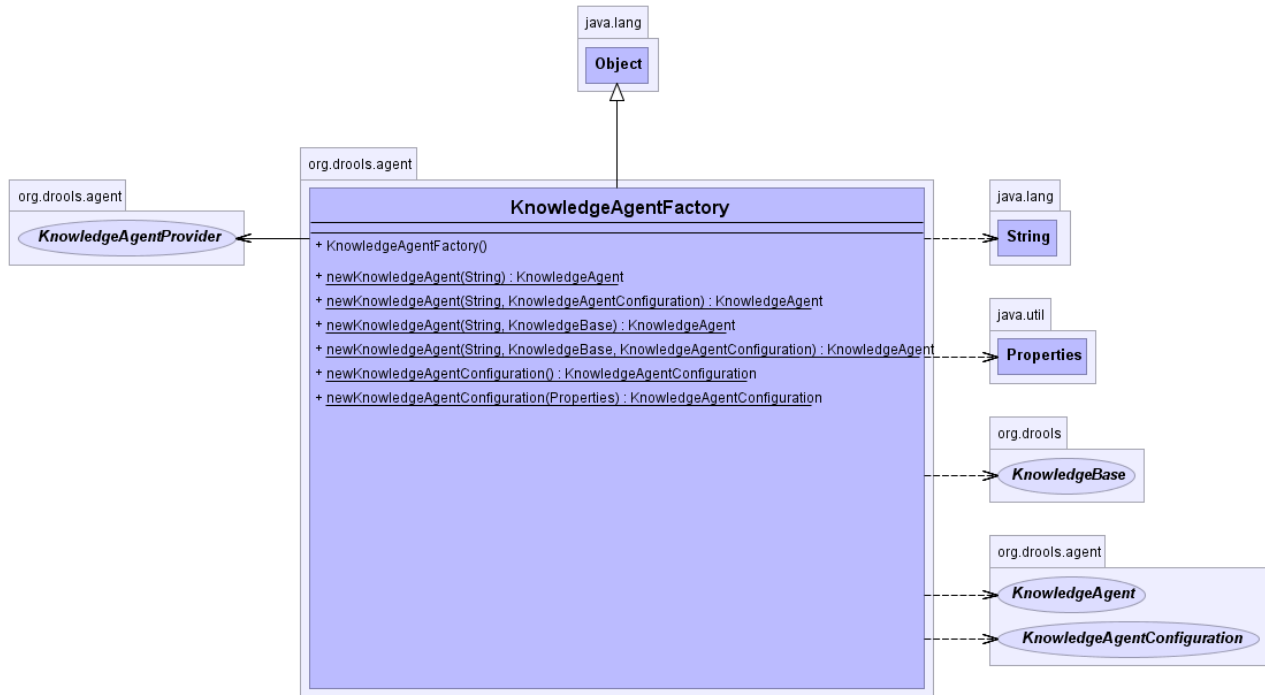 java.lang
Object
org.drools.agent
KnowledgeAgentProvider
org.drools.agent
KnowledgeAgentFactory
+ KnowledgeAgentFactory()
+ newKnowledgeAgent(String) : KnowledgeAgent
+ newKnowledgeAgent(String, KnowledgeAgentConfiguration) : KnowledgeAgent
+ newKnowledgeAgent(String, KnowledgeBase) : KnowledgeAgent
+ newKnowledgeAgent(String, KnowledgeBase, KnowledgeAgentConfiguration) : KnowledgeAgent
+ newKnowledgeAgentConfiguration() : KnowledgeAgentConfiguration
+ newKnowledgeAgentConfiguration(Properties) : KnowledgeAgentConfiguration
java.lang
String
java.util
Properties
org.drools
KnowledgeBase
org.drools.agent
KnowledgeAgent
KnowledgeAgentConfiguration